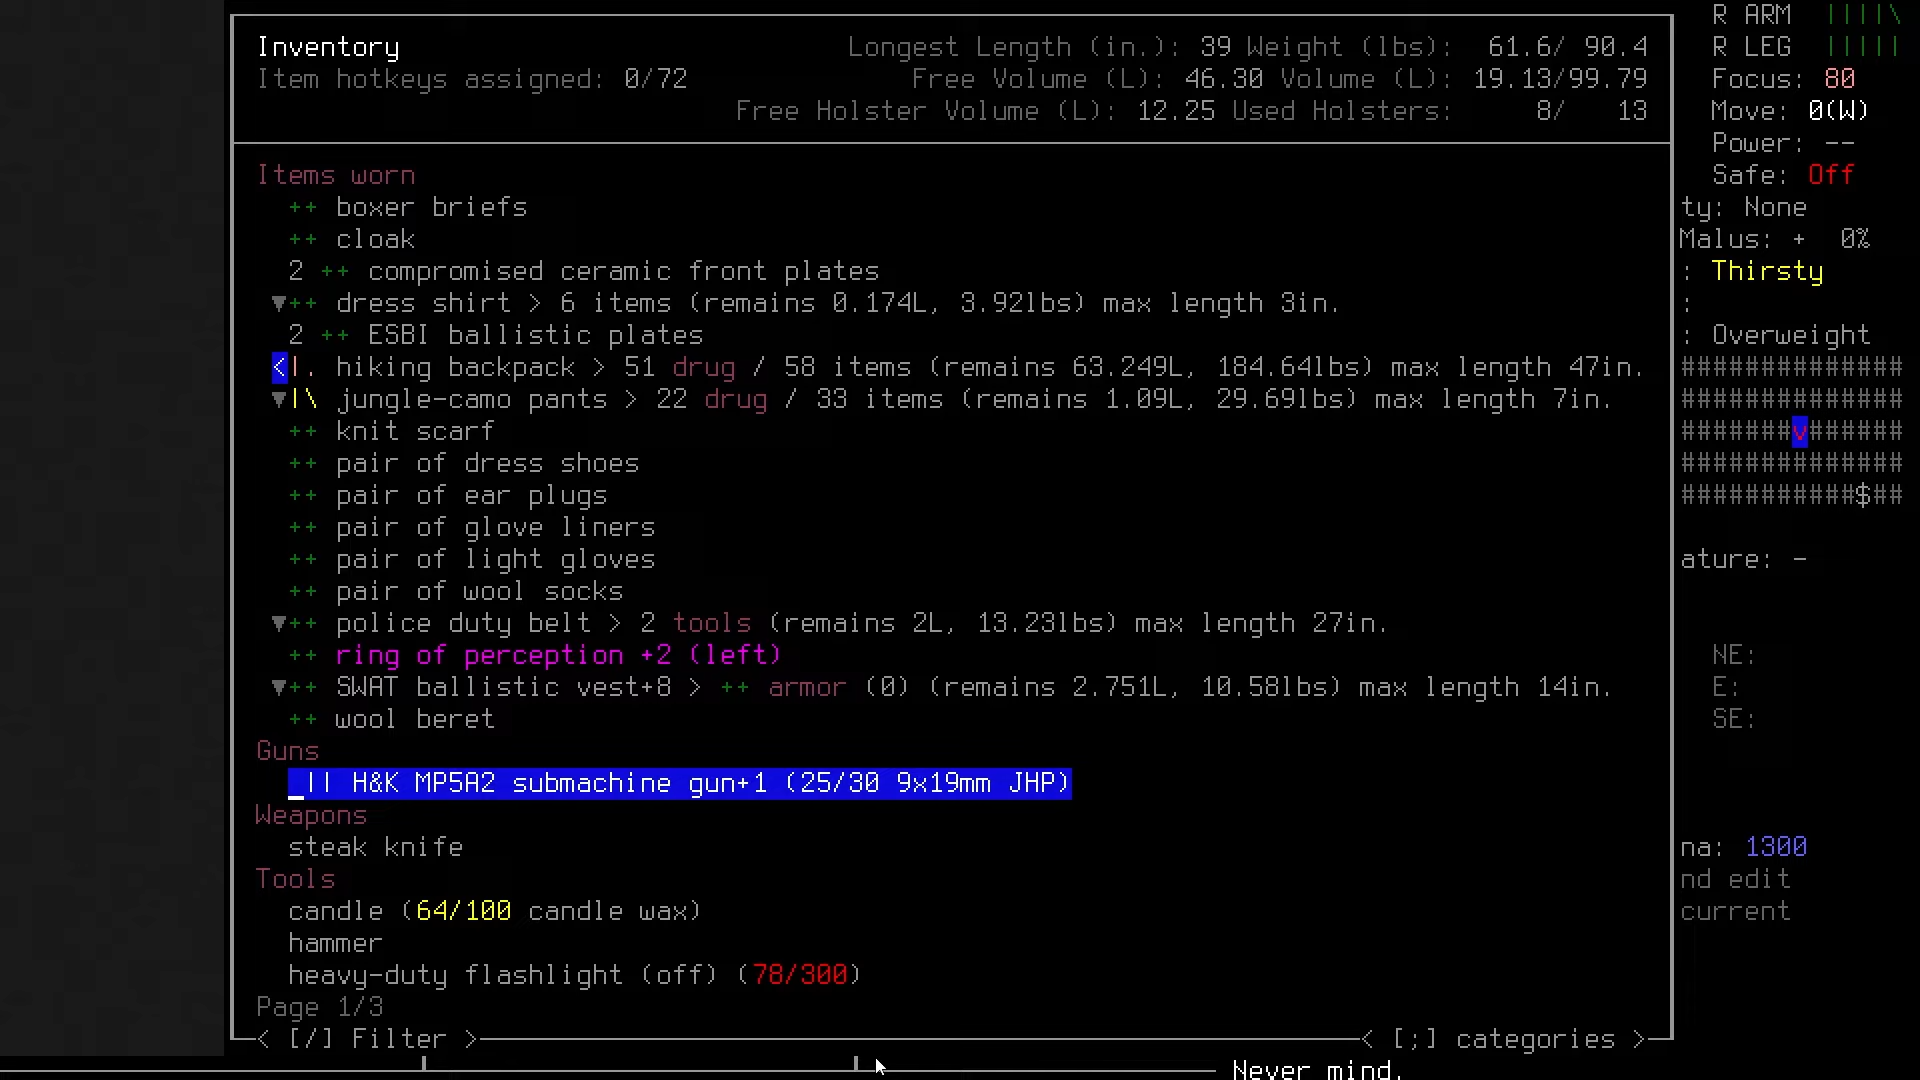 R ARM ||||\
Inventory Longest Length (in.): 39 Weight (lbs): 61.6/ 90.4 R LEG |||||
Item hotkeys assigned: 0/72 Free Volume (L): 46.30 Volume (L): 19.13/99.79 Focus: 80
Free Holster Volume (L): 12.25 Used Holsters: 8/ 13 Move: 0(W)
Power: --
Items worn Safe: Off
++ boxer briefs ty: None
++ cloak Malus: + 0%
2 ++ compromised ceramic front plates : Thirsty
▼++ dress shirt > 6 items (remains 0.174L, 3.92lbs) max length 3in. :
2 ++ ESBI ballistic plates : Overweight
<|. hiking backpack > 51 drug / 58 items (remains 63.249L, 184.64lbs) max length 47in. ##############
▼|\ jungle-camo pants > 22 drug / 33 items (remains 1.09L, 29.69lbs) max length 7in. ##############
++ knit scarf #######v######
++ pair of dress shoes ##############
++ pair of ear plugs ###########$##
++ pair of glove liners
++ pair of light gloves ature: -
++ pair of wool socks
▼++ police duty belt > 2 tools (remains 2L, 13.23lbs) max length 27in.
++ ring of perception +2 (left) NE:
▼++ SWAT ballistic vest+8 > ++ armor (0) (remains 2.751L, 10.58lbs) max length 14in. E:
++ wool beret SE:
Guns
_|| H&K MP5A2 submachine gun+1 (25/30 9x19mm JHP)
Weapons
steak knife na: 1300
Tools nd edit
candle (64/100 candle wax) current
hammer
heavy-duty flashlight (off) (78/300)
Page 1/3
< [/] Filter > < [;] categories >
Never mind.